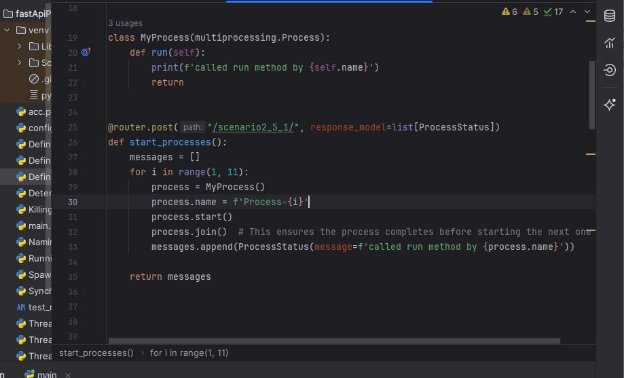 fastApiP
venv
Lib
Sc
.gi
py
acc.p
config
Defin
Defin
Defin
Deter
Killing
main.
Namir
Runni
Spaw
Synch
test_r
Threa
Threa
Threa
18
3 usages
6 5 17
19 class MyProcess(multiprocessing.Process):
20 def run(self):
21 print(f'called run method by {self.name}')
22 return
23
24
25 @router.post(path: "/scenario2_5_1/", response_model=list[ProcessStatus])
26 def start_processes():
27 messages = []
28 for i in range(1, 11):
29 process = MyProcess()
30 process.name = f'Process-{i}'
31 process.start()
32 process.join() # This ensures the process completes before starting the next one
33 messages.append(ProcessStatus(message=f'called run method by {process.name}'))
34
35 return messages
36
37
38
39
start_processes() › for i in range(1, 11)
n
main ×